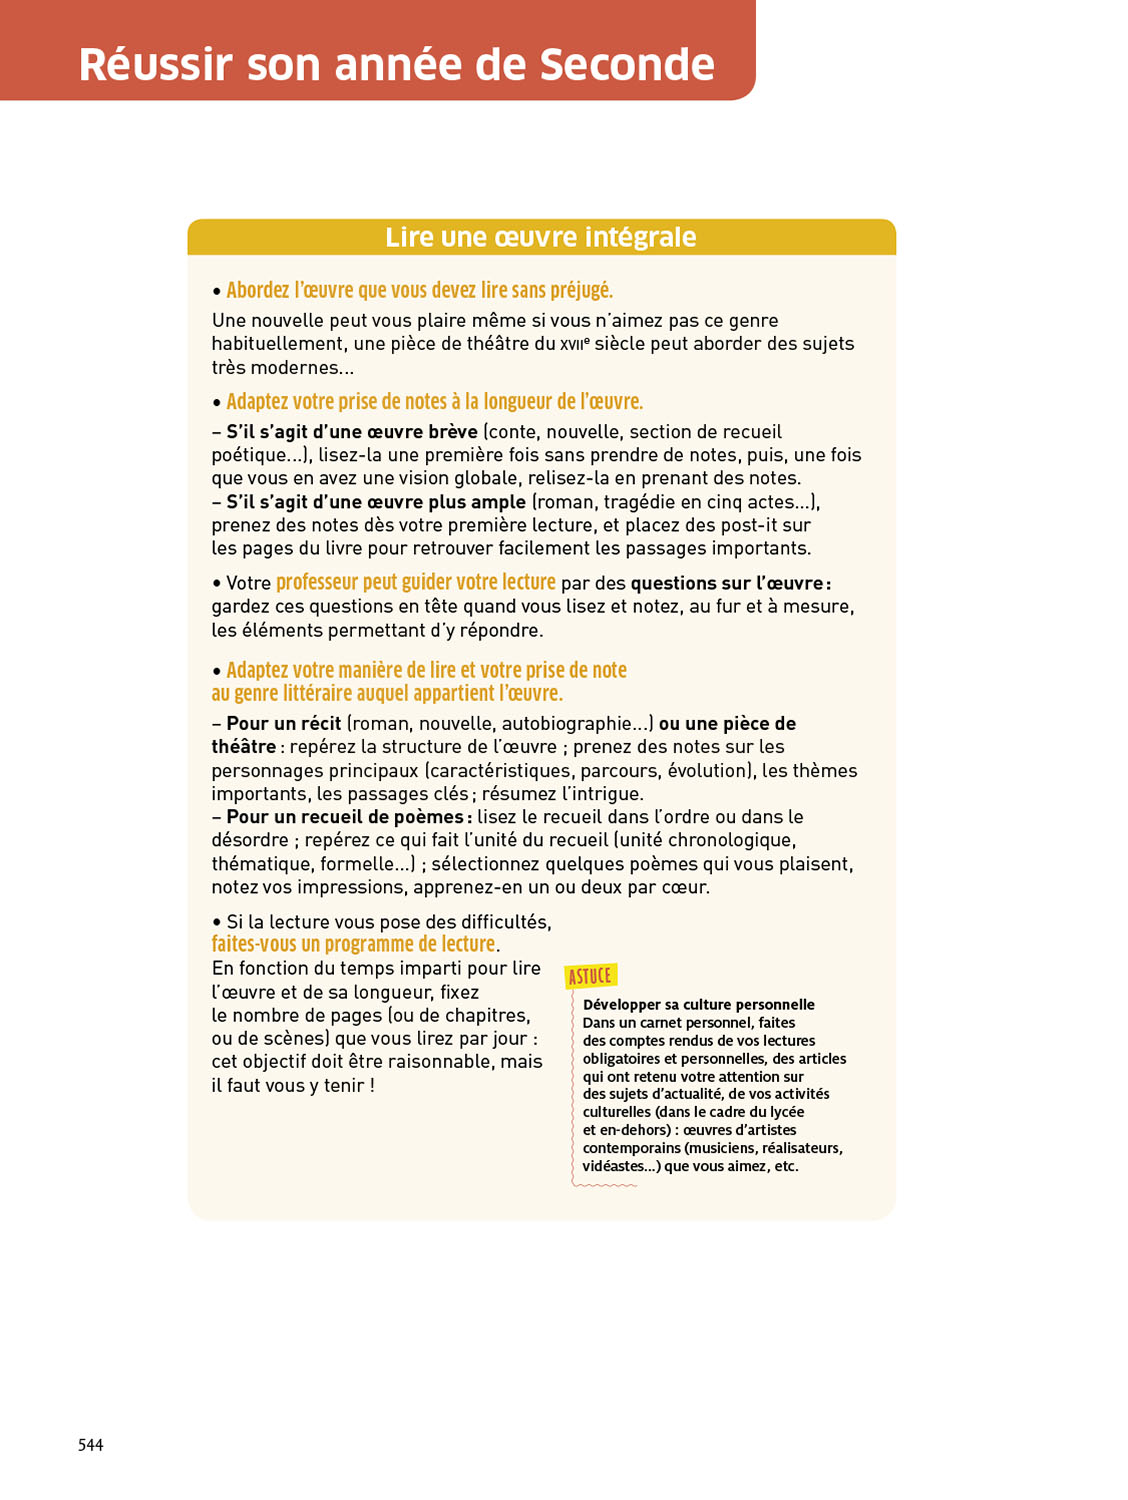 Réussir son année de Seconde
Lire une œuvre intégrale
• Abordez l'œuvre que vous devez lire sans préjugé.
Une nouvelle peut vous plaire même si vous n'aimez pas ce genre
habituellement, une pièce de théâtre du XVIIe siècle peut aborder des sujets
très modernes...
• Adaptez votre prise de notes à la longueur de l'œuvre.
– S'il s'agit d'une œuvre brève (conte, nouvelle, section de recueil
poétique...), lisez-la une première fois sans prendre de notes, puis, une fois
que vous en avez une vision globale, relisez-la en prenant des notes.
– S'il s'agit d'une œuvre plus ample (roman, tragédie en cinq actes...),
prenez des notes dès votre première lecture, et placez des post-it sur
les pages du livre pour retrouver facilement les passages importants.
• Votre professeur peut guider votre lecture par des questions sur l'œuvre :
gardez ces questions en tête quand vous lisez et notez, au fur et à mesure,
les éléments permettant d'y répondre.
• Adaptez votre manière de lire et votre prise de note
au genre littéraire auquel appartient l'œuvre.
– Pour un récit (roman, nouvelle, autobiographie...) ou une pièce de
théâtre : repérez la structure de l'œuvre ; prenez des notes sur les
personnages principaux (caractéristiques, parcours, évolution), les thèmes
importants, les passages clés ; résumez l'intrigue.
– Pour un recueil de poèmes : lisez le recueil dans l'ordre ou dans le
désordre ; repérez ce qui fait l'unité du recueil (unité chronologique,
thématique, formelle...) ; sélectionnez quelques poèmes qui vous plaisent,
notez vos impressions, apprenez-en un ou deux par cœur.
• Si la lecture vous pose des difficultés,
faites-vous un programme de lecture.
En fonction du temps imparti pour lire
l'œuvre et de sa longueur, fixez
le nombre de pages (ou de chapitres,
ou de scènes) que vous lirez par jour :
cet objectif doit être raisonnable, mais
il faut vous y tenir !
ASTUCE
Développer sa culture personnelle
Dans un carnet personnel, faites
des comptes rendus de vos lectures
obligatoires et personnelles, des articles
qui ont retenu votre attention sur
des sujets d'actualité, de vos activités
culturelles (dans le cadre du lycée
et en-dehors) : œuvres d'artistes
contemporains (musiciens, réalisateurs,
vidéastes...) que vous aimez, etc.
544